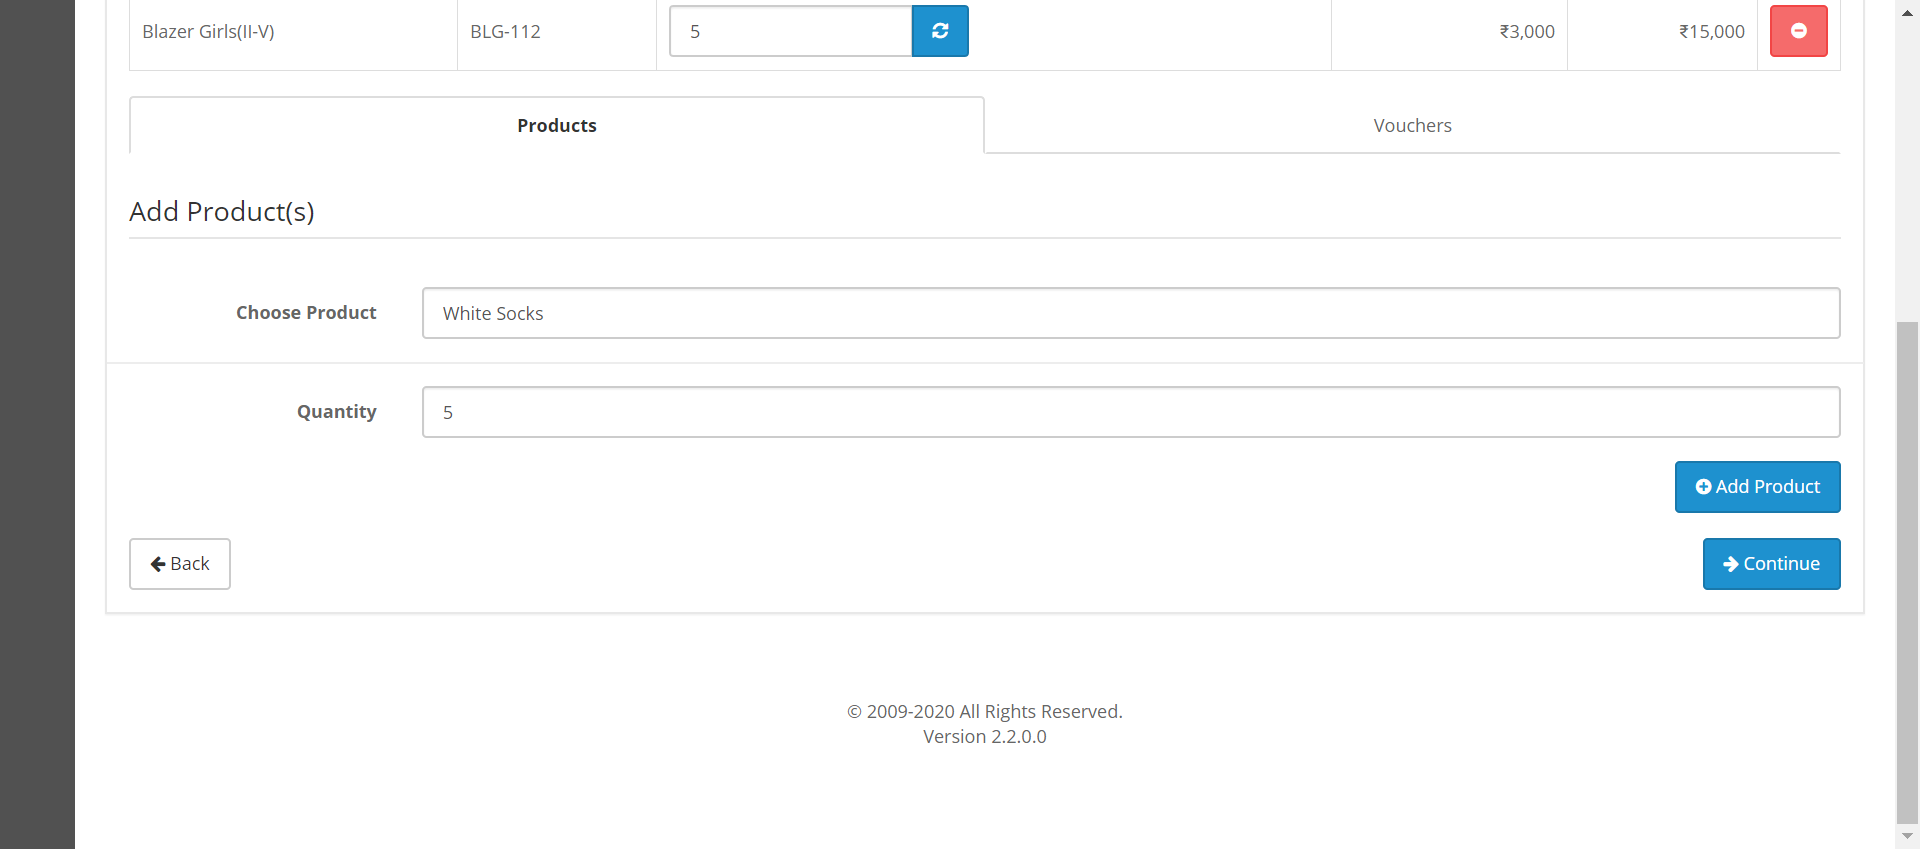 Blazer Girls(II-V) BLG-112 5 ₹3,000 ₹15,000
Products Vouchers
Add Product(s)
Choose Product White Socks
Quantity 5
Add Product
Back Continue
© 2009-2020 All Rights Reserved.
Version 2.2.0.0